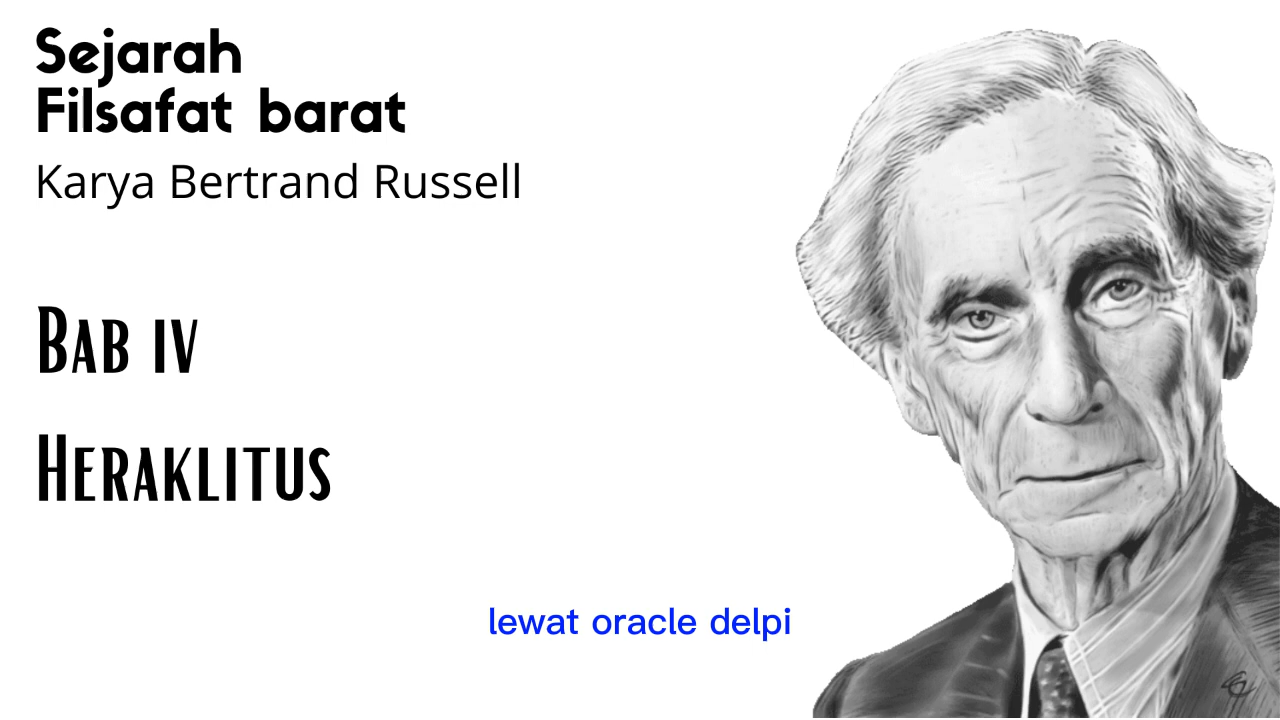 Sejarah
Filsafat barat
Karya Bertrand Russell
Bab iv
Heraklitus
lewat oracle delpi